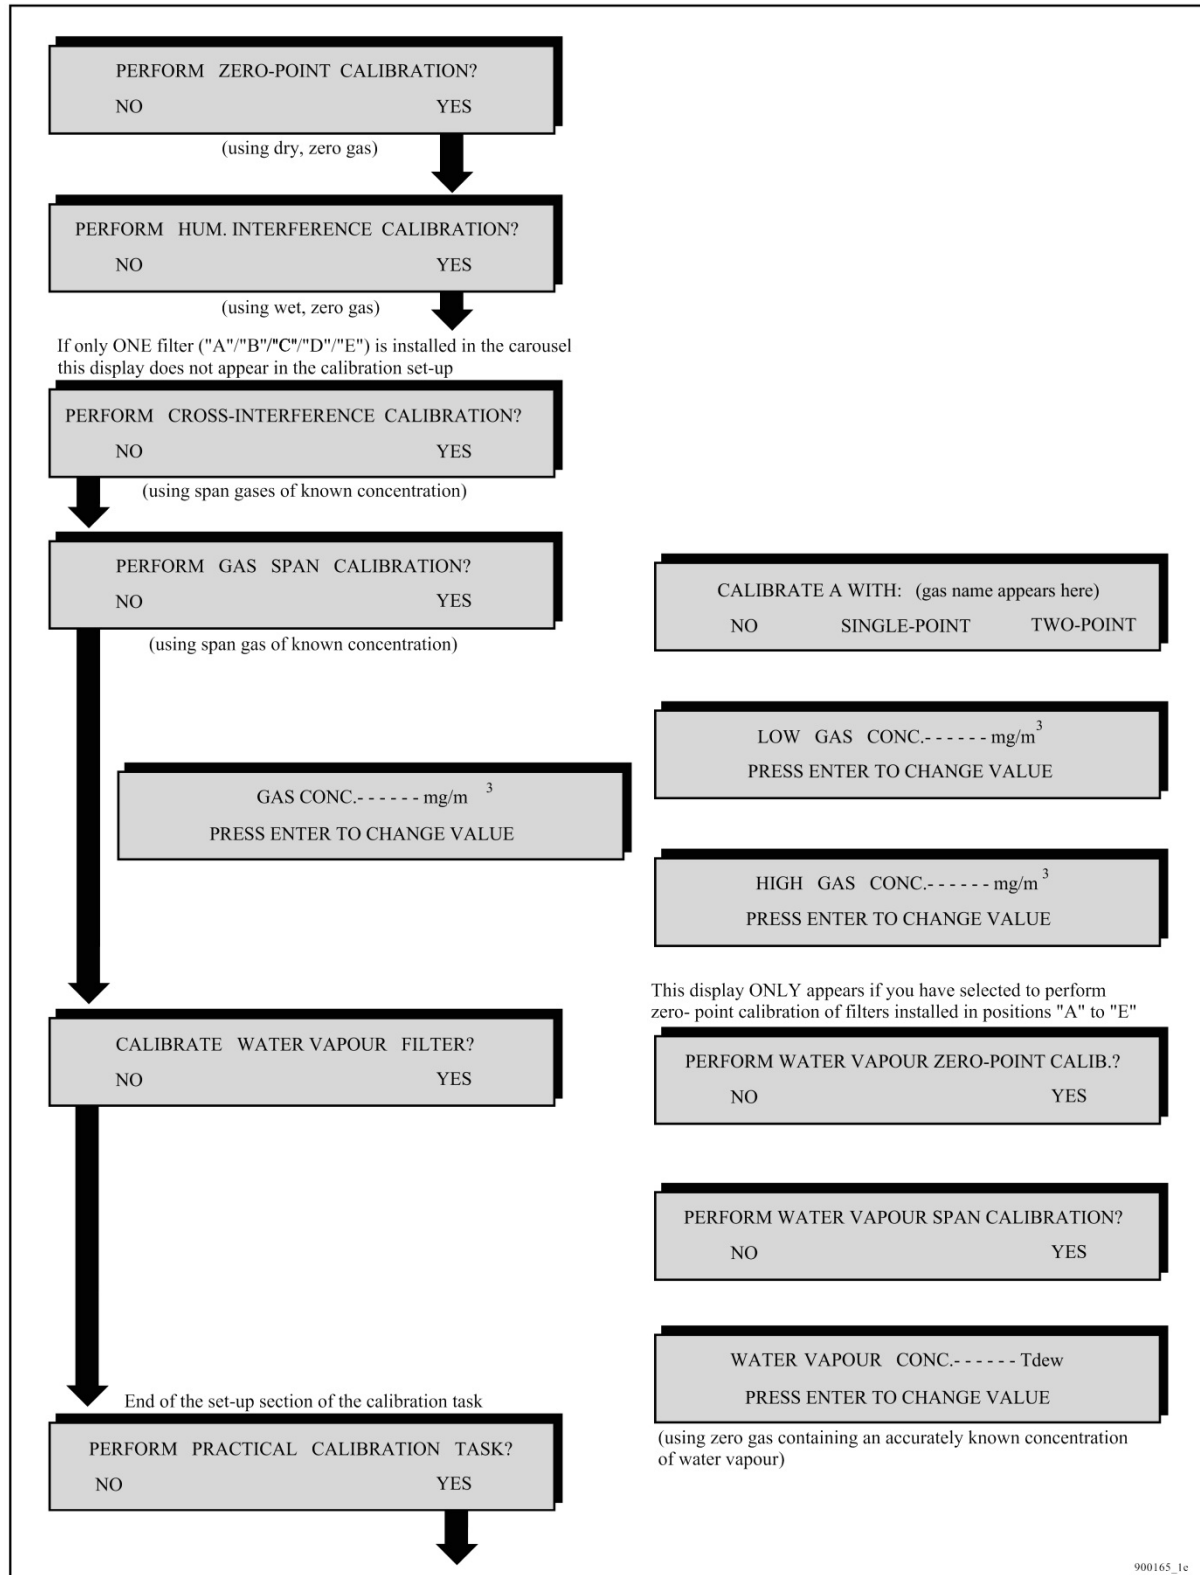 PERFORM ZERO-POINT CALIBRATION?
NO YES
(using dry, zero gas)
PERFORM HUM. INTERFERENCE CALIBRATION?
NO YES
(using wet, zero gas)
If only ONE filter ("A"/"B"/"C"/"D"/"E") is installed in the carousel
this display does not appear in the calibration set-up
PERFORM CROSS-INTERFERENCE CALIBRATION?
NO YES
(using span gases of known concentration)
PERFORM GAS SPAN CALIBRATION?
NO YES
(using span gas of known concentration)
CALIBRATE A WITH: (gas name appears here)
NO SINGLE-POINT TWO-POINT
LOW GAS CONC.- - - - - - mg/m³
PRESS ENTER TO CHANGE VALUE
GAS CONC.- - - - - - mg/m ³
PRESS ENTER TO CHANGE VALUE
HIGH GAS CONC.- - - - - - mg/m³
PRESS ENTER TO CHANGE VALUE
This display ONLY appears if you have selected to perform
zero- point calibration of filters installed in positions "A" to "E"
CALIBRATE WATER VAPOUR FILTER?
NO YES
PERFORM WATER VAPOUR ZERO-POINT CALIB.?
NO YES
PERFORM WATER VAPOUR SPAN CALIBRATION?
NO YES
WATER VAPOUR CONC.- - - - - - Tdew
PRESS ENTER TO CHANGE VALUE
(using zero gas containing an accurately known concentration
of water vapour)
End of the set-up section of the calibration task
PERFORM PRACTICAL CALIBRATION TASK?
NO YES
900165_1e